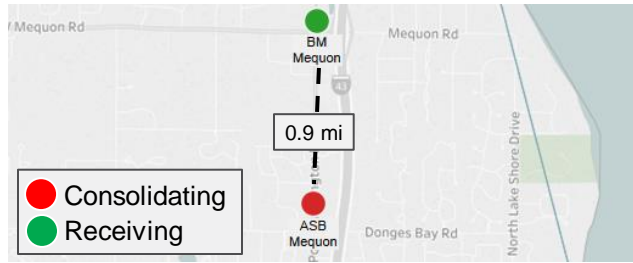 Mequon Rd
Mequon Rd
BM
Mequon
43
0.9 mi
North Lake Shore Drive
Consolidating
Receiving
ASB
Mequon
Donges Bay Rd